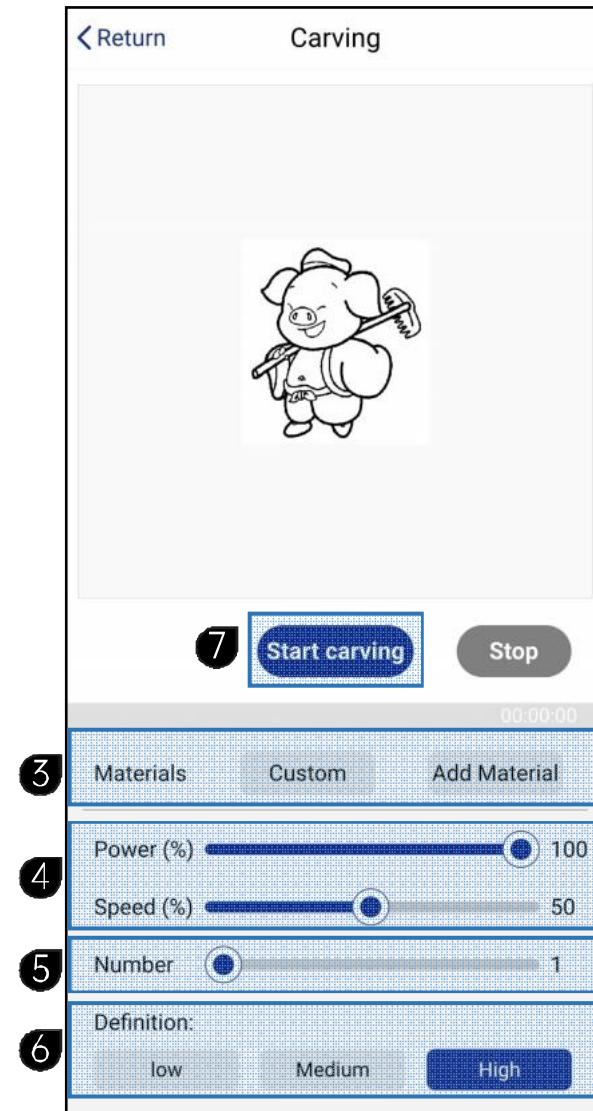 Return Carving
7 Start carving Stop
00:00:00
3 Materials Custom Add Material
4 Power (%) 100
Speed (%) 50
5 Number 1
6 Definition:
low Medium High